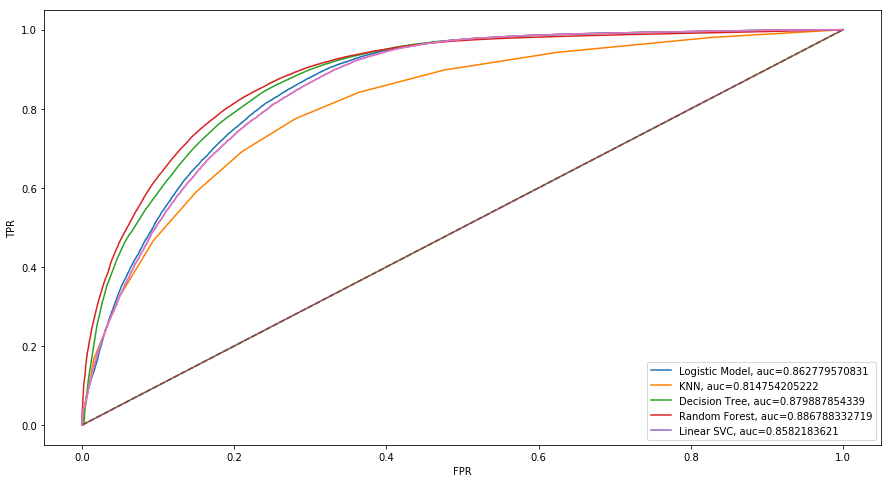 1.0
0.8
0.6
0.4
0.2
0.0
TPR
Logistic Model, auc=0.862779570831
KNN, auc=0.814754205222
Decision Tree, auc=0.879887854339
Random Forest, auc=0.886788332719
Linear SVC, auc=0.8582183621
0.0 0.2 0.4 0.6 0.8 1.0
FPR